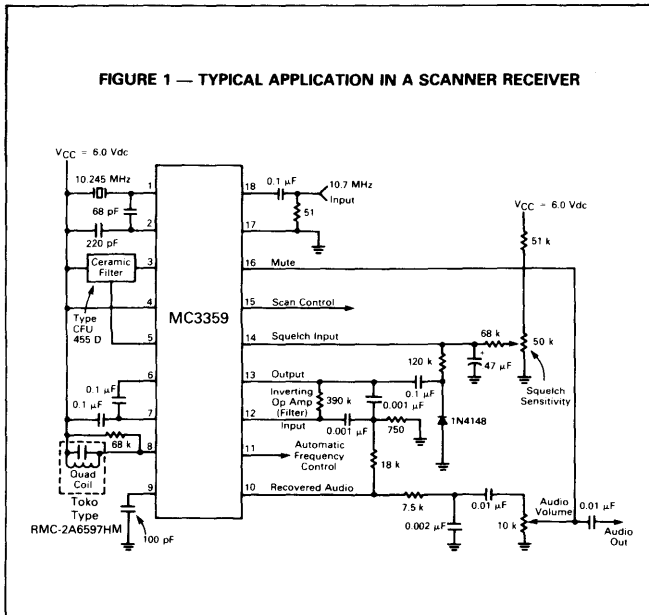 FIGURE 1 — TYPICAL APPLICATION IN A SCANNER RECEIVER
VCC = 6.0 Vdc
10.245 MHz
68 pF
220 pF
Ceramic
Filter
Type
CFU
455 D
0.1 μF
0.1 μF
68 k
Quad
Coil
Toko
Type
RMC-2A6597HM
100 pF
1
2
3
4
5
6
7
8
9
MC3359
18
17
16
15
14
13
12
11
10
0.1 μF
10.7 MHz
Input
51
Mute
Scan Control
Squelch Input
Output
Inverting
Op Amp
(Filter)
Input
390 k
0.001 μF
0.001 μF
750
0.1 μF
120 k
1N4148
68 k
+
47 μF
VCC = 6.0 Vdc
51 k
50 k
Squelch
Sensitivity
Automatic
Frequency
Control
18 k
Recovered Audio
7.5 k
0.002 μF
0.01 μF
Audio
Volume
10 k
0.01 μF
Audio
Out